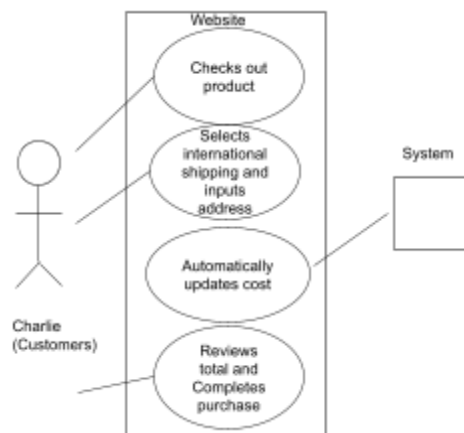 Website
Checks out
product
Selects
international
shipping and
inputs
address
System
Automatically
updates cost
Charlie
(Customers)
Reviews
total and
Completes
purchase